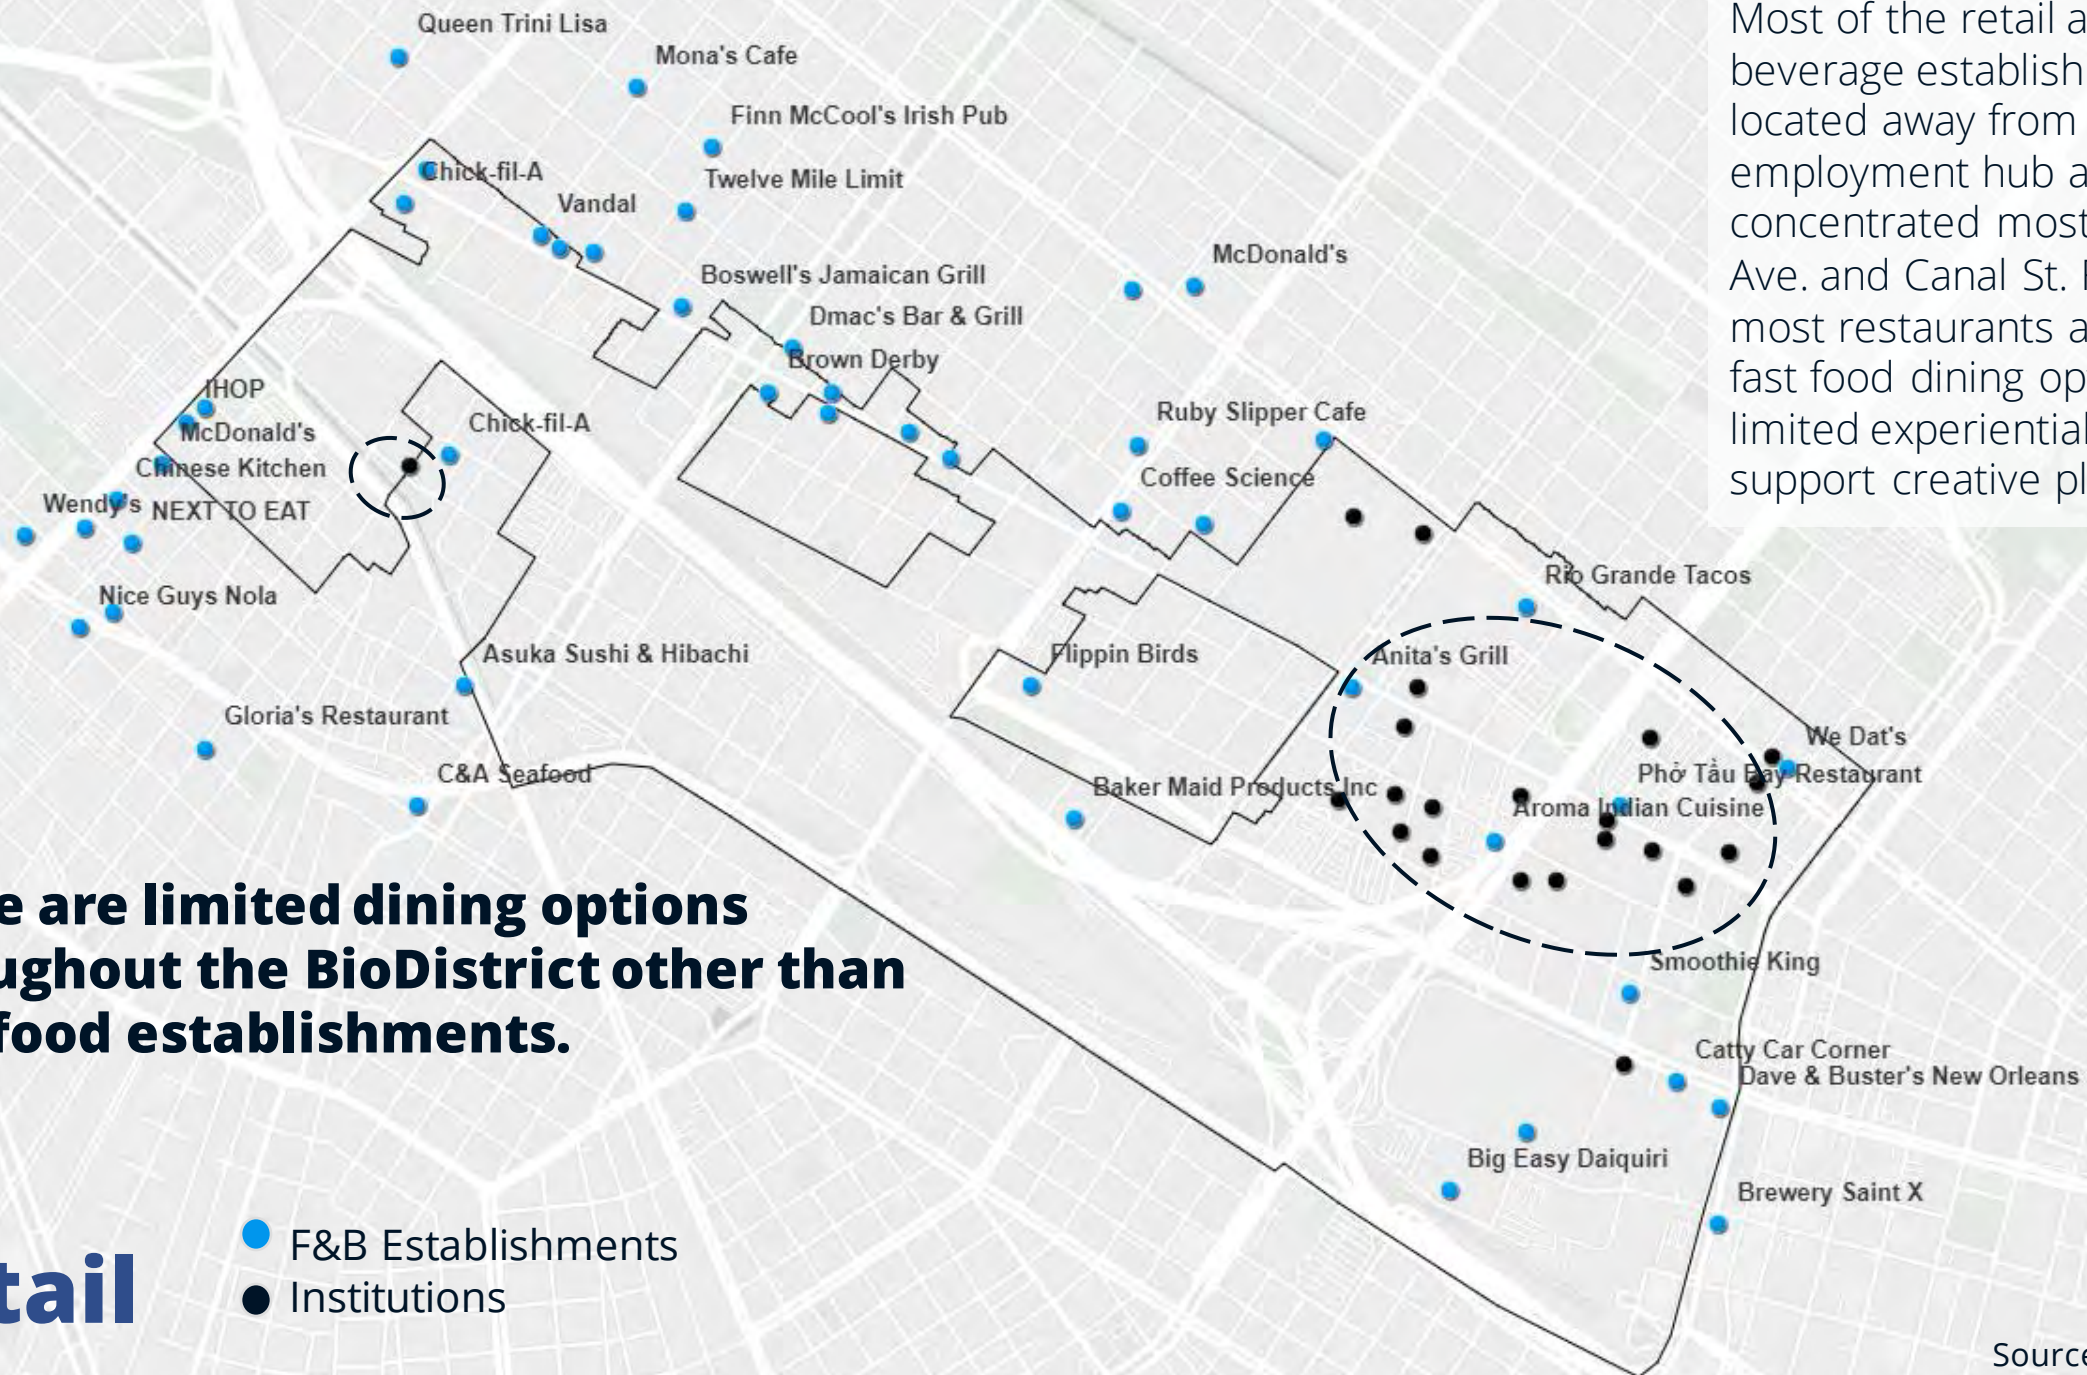 Queen Trini Lisa
Mona's Cafe
Finn McCool's Irish Pub
Chick-fil-A
Twelve Mile Limit
Vandal
McDonald's
Boswell's Jamaican Grill
Dmac's Bar & Grill
Brown Derby
IHOP
McDonald's
Chick-fil-A
Ruby Slipper Cafe
Chinese Kitchen
Coffee Science
Wendy's
NEXT TO EAT
Rio Grande Tacos
Nice Guys Nola
Asuka Sushi & Hibachi
Flippin Birds
Anita's Grill
Gloria's Restaurant
We Dat's
C&A Seafood
Phở Tàu Bay Restaurant
Baker Maid Products Inc
Aroma Indian Cuisine
Smoothie King
Catty Car Corner
Dave & Buster's New Orleans
Big Easy Daiquiri
Brewery Saint X
Most of the retail a
beverage establish
located away from
employment hub a
concentrated most
Ave. and Canal St.
most restaurants a
fast food dining op
limited experiential
support creative pl
e are limited dining options
ughout the BioDistrict other than
food establishments.
tail
F&B Establishments
Institutions
Source